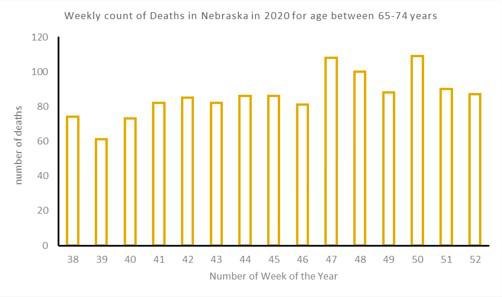 Weekly count of Deaths in Nebraska in 2020 for age between 65-74 years
120
100
80
60
40
20
0
number of deaths
38 39 40 41 42 43 44 45 46 47 48 49 50 51 52
Number of Week of the Year